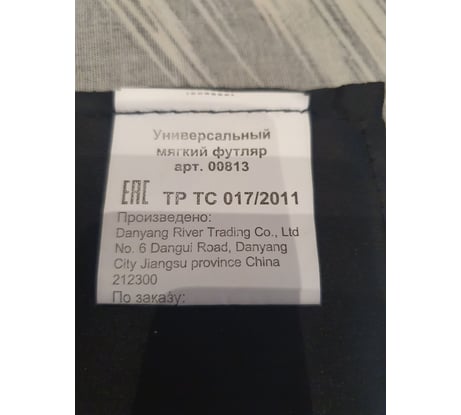 Универсальный
мягкий футляр
арт. 00813
EAC ТР ТС 017/2011
Произведено:
Danyang River Trading Co., Ltd
No. 6 Dangui Road, Danyang
City Jiangsu province China
212300
По заказу: